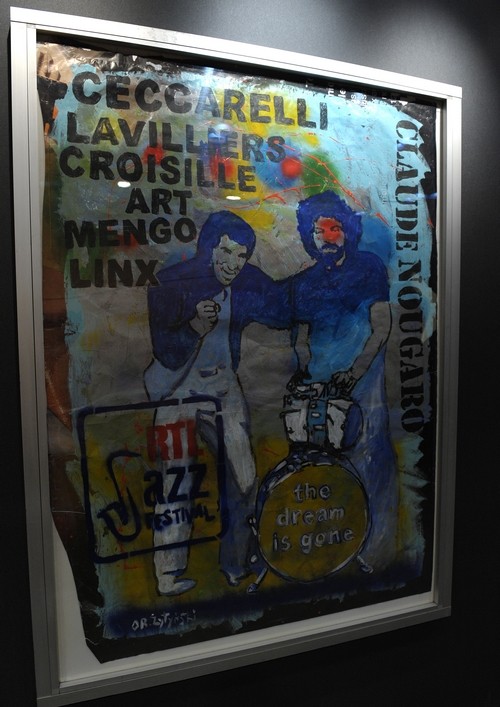 CECCARELLI
LAVILLIERS
CROISILLE
ART
MENGO
LINX
CLAUDE NOUGARO
RTL
Jazz
FESTIVAL
the
dream
is gone